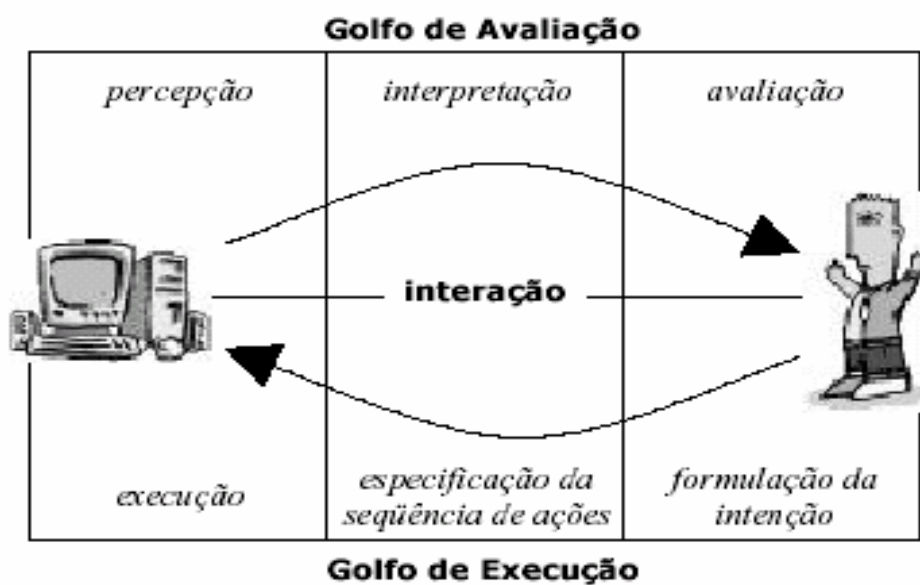 Golfo de Avaliação
percepção
interpretação
avaliação
interação
execução
especificação da
seqüência de ações
formulação da
intenção
Golfo de Execução